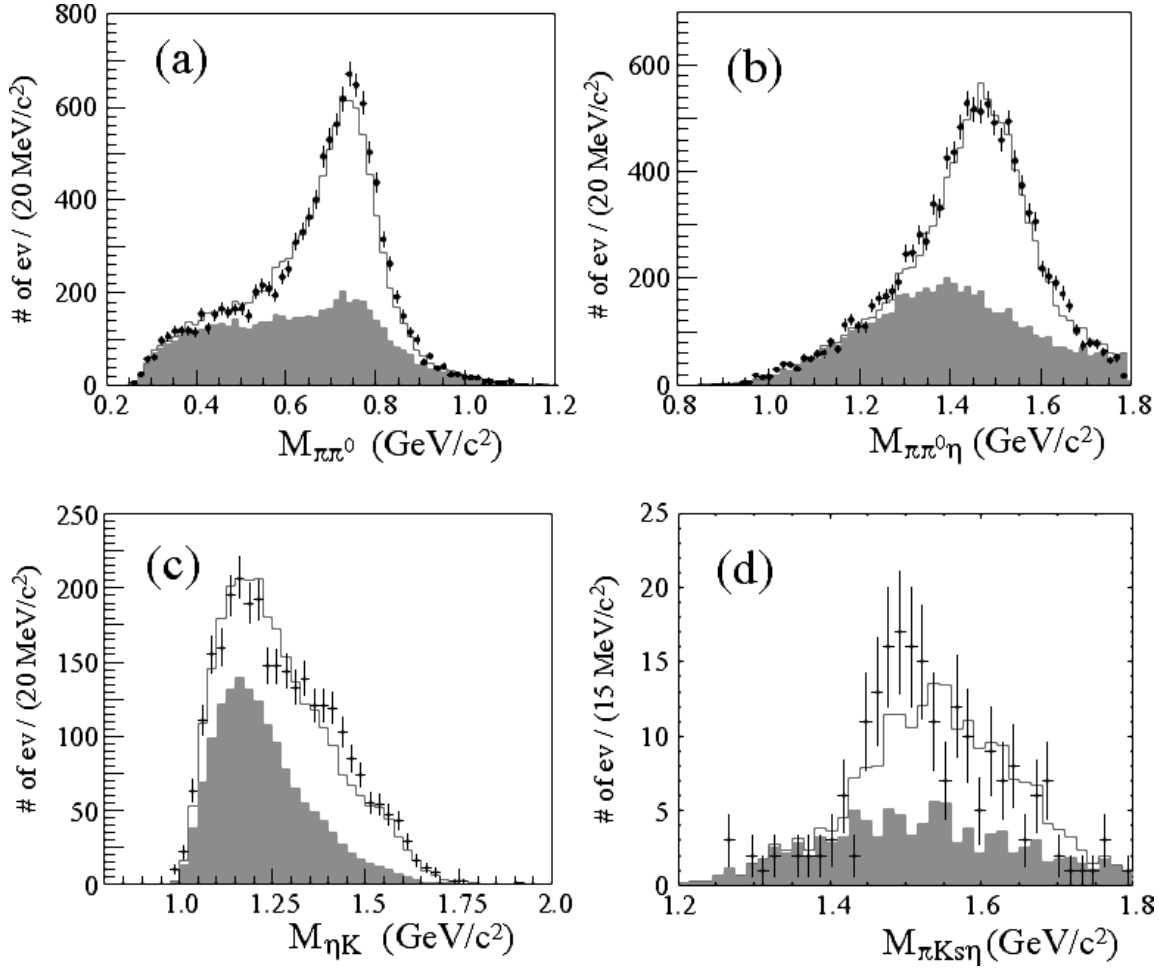 (a)
# of ev / (20 MeV/c²)
800
600
400
200
0
0.2 0.4 0.6 0.8 1.0 1.2
M_ππ⁰ (GeV/c²)
(b)
# of ev / (20 MeV/c²)
600
400
200
0
0.8 1.0 1.2 1.4 1.6 1.8
M_ππ⁰η (GeV/c²)
(c)
# of ev / (20 MeV/c²)
250
200
150
100
50
0
1.0 1.25 1.5 1.75 2.0
M_ηK (GeV/c²)
(d)
# of ev / (15 MeV/c²)
25
20
15
10
5
0
1.2 1.4 1.6 1.8
M_πKsη (GeV/c²)